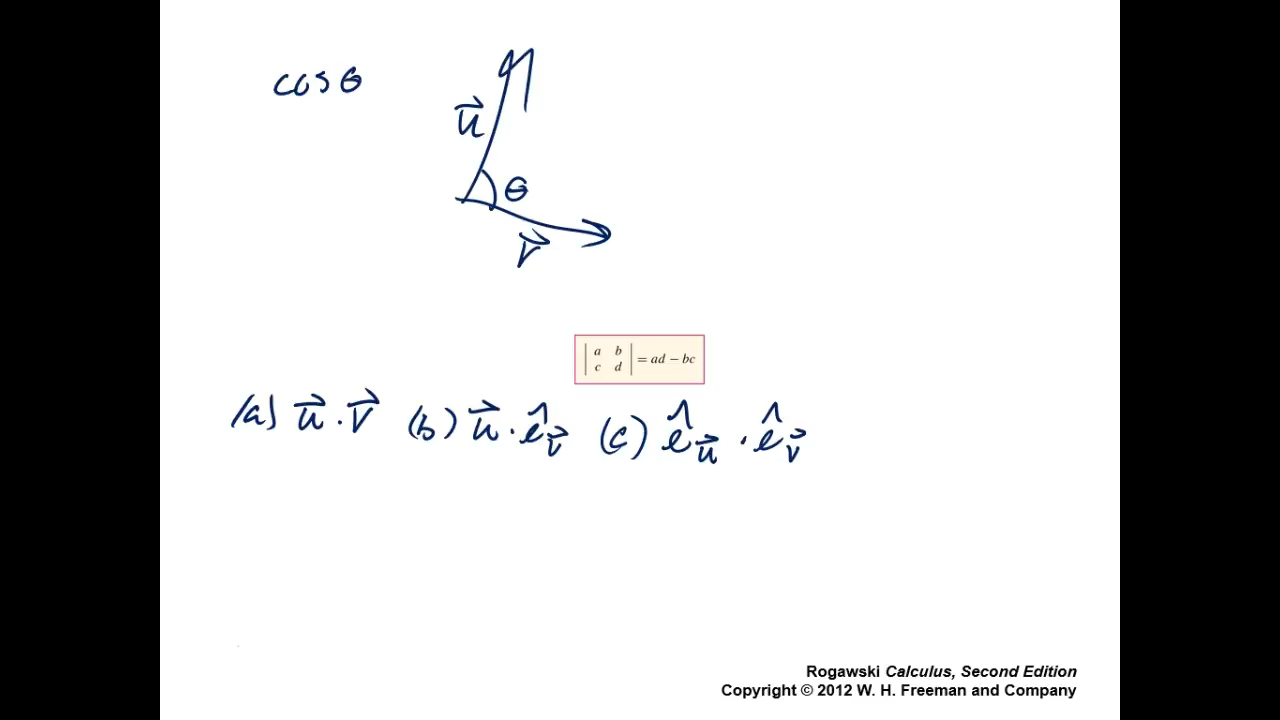 cos θ
u⃗
θ
v⃗
| a b | = ad − bc
| c d |
(a) u⃗ · v⃗ (b) u⃗ · ê_v⃗ (c) ê_u⃗ · ê_v⃗
Rogawski Calculus, Second Edition
Copyright © 2012 W. H. Freeman and Company